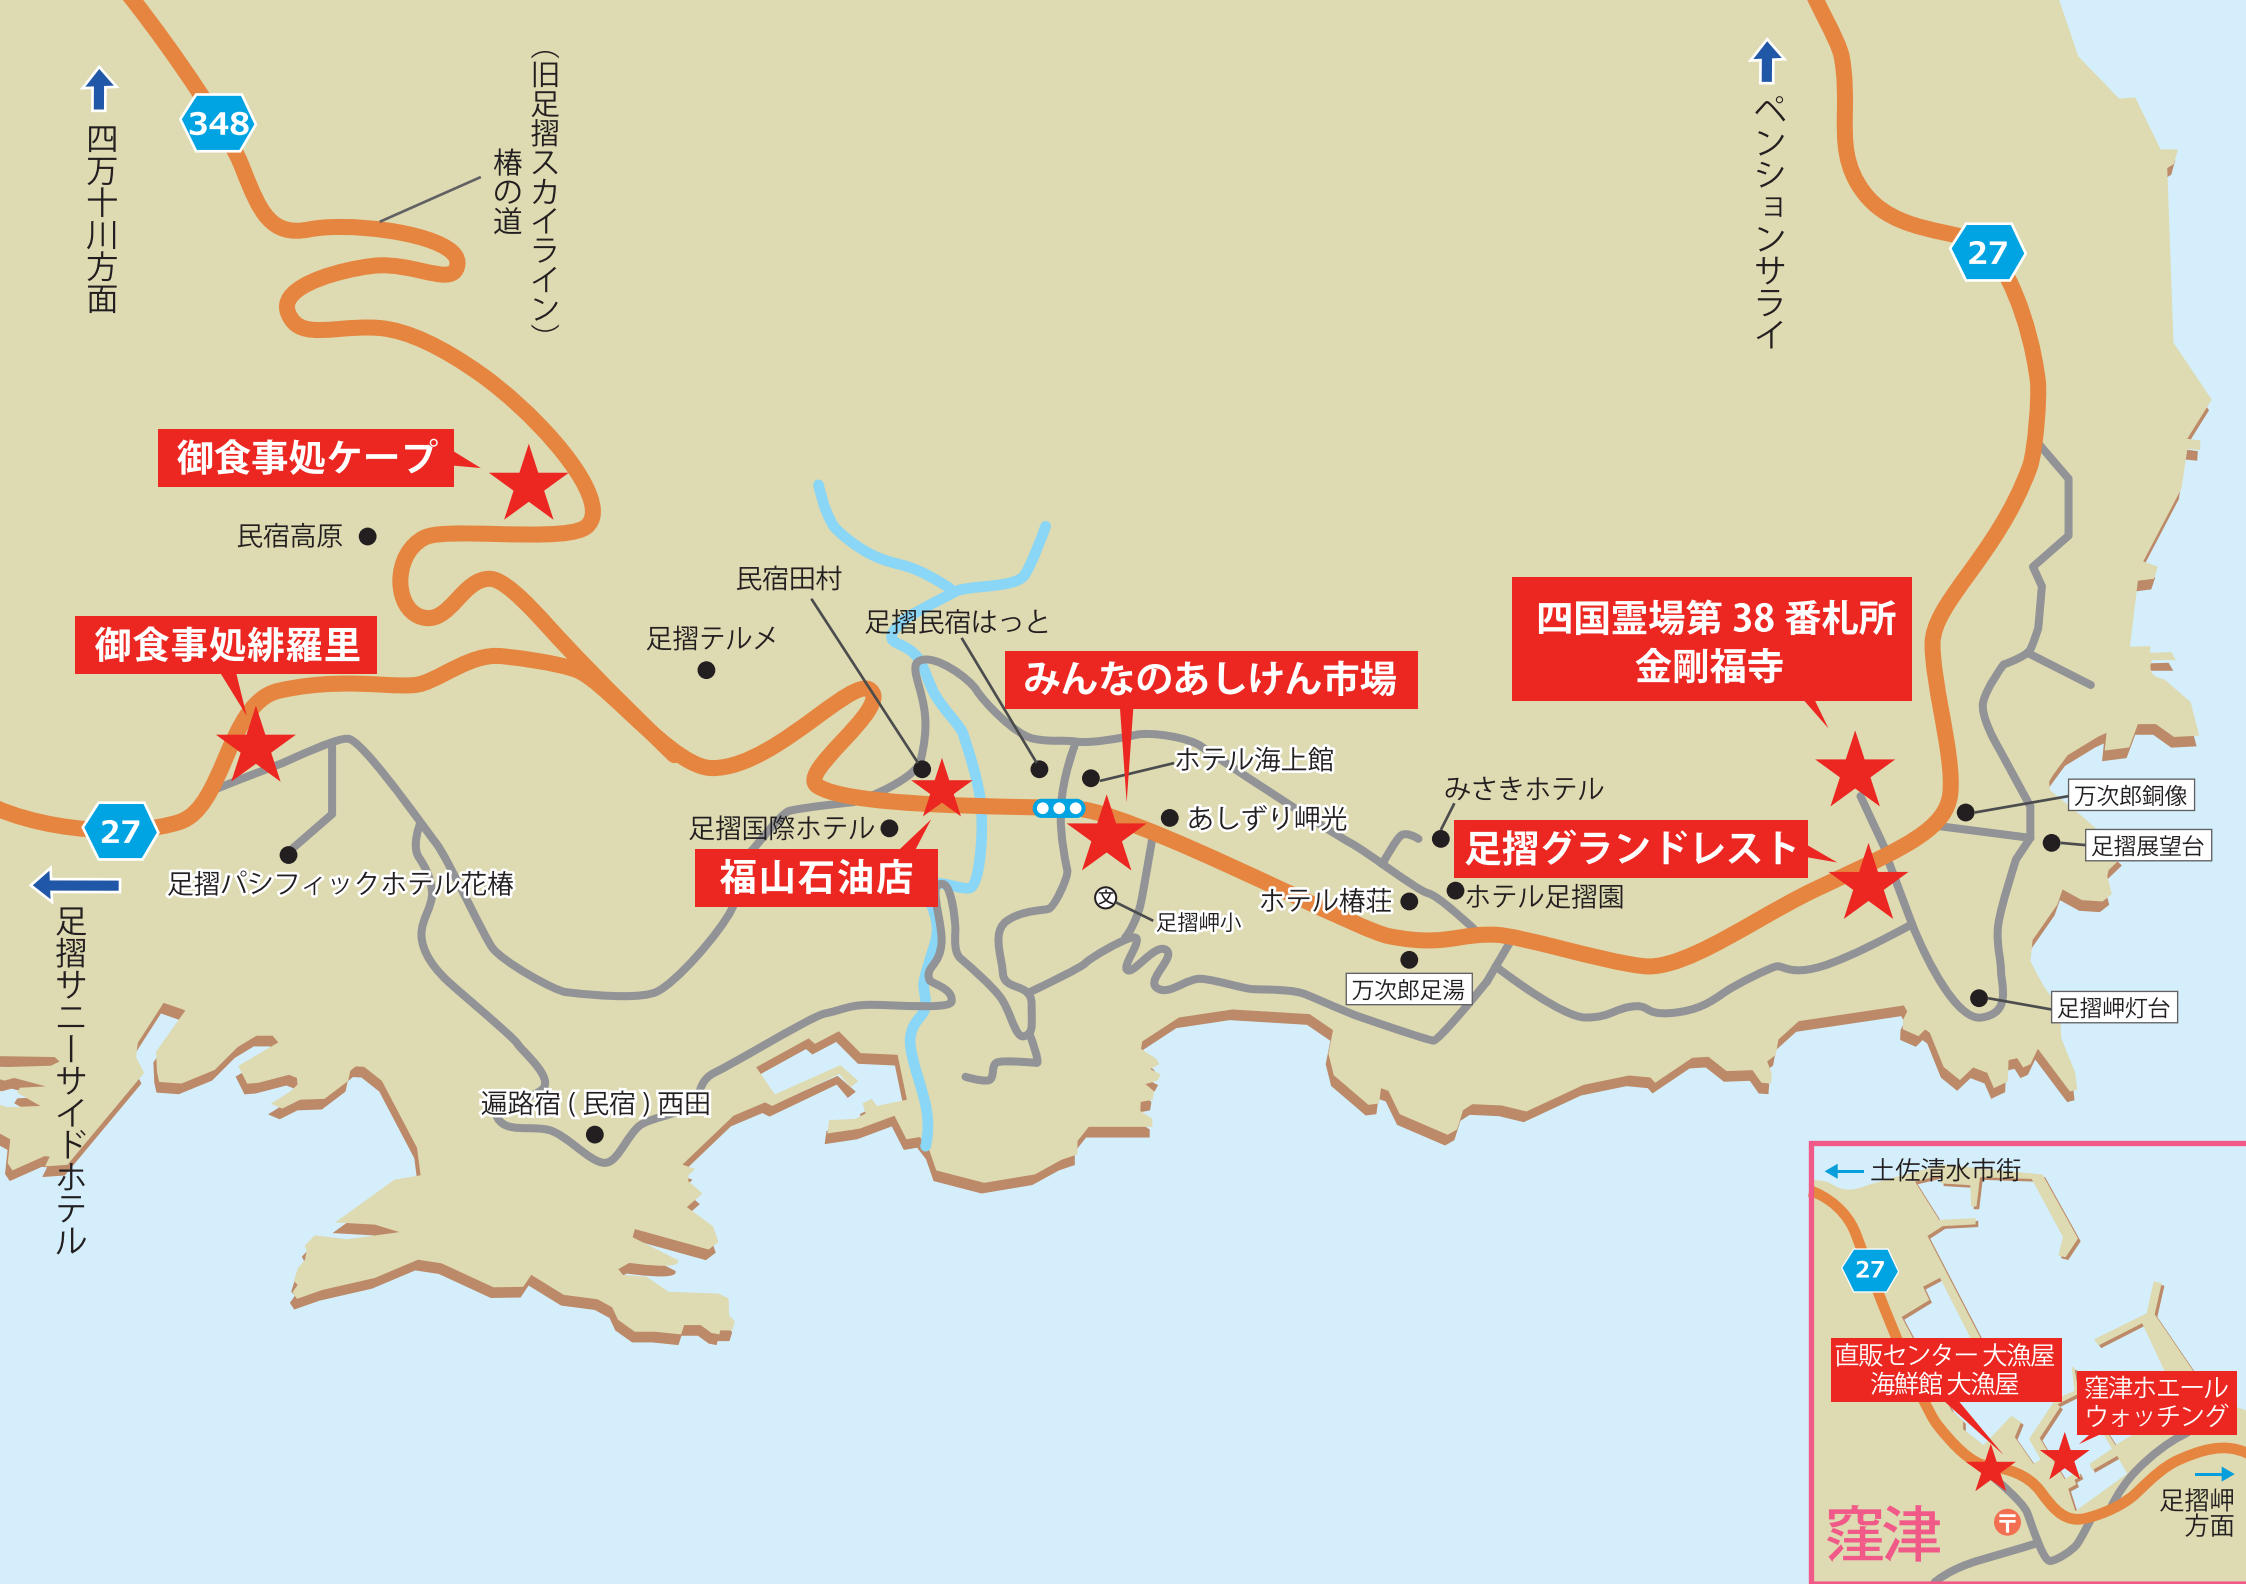 四万十川方面
348
（旧足摺スカイライン）
椿の道
ペンションサライ
27
御食事処ケープ
民宿高原
御食事処緋羅里
民宿田村
足摺テルメ
足摺民宿はっと
みんなのあしけん市場
四国霊場第 38 番札所
金剛福寺
ホテル海上館
みさきホテル
万次郎銅像
あしずり岬光
足摺国際ホテル
27
足摺グランドレスト
足摺展望台
福山石油店
足摺パシフィックホテル花椿
ホテル椿荘
ホテル足摺園
文
足摺岬小
足摺サニーサイドホテル
万次郎足湯
足摺岬灯台
遍路宿 ( 民宿 ) 西田
土佐清水市街
27
直販センター 大漁屋
海鮮館 大漁屋
窪津ホエール
ウォッチング
足摺岬
方面
〒
窪津